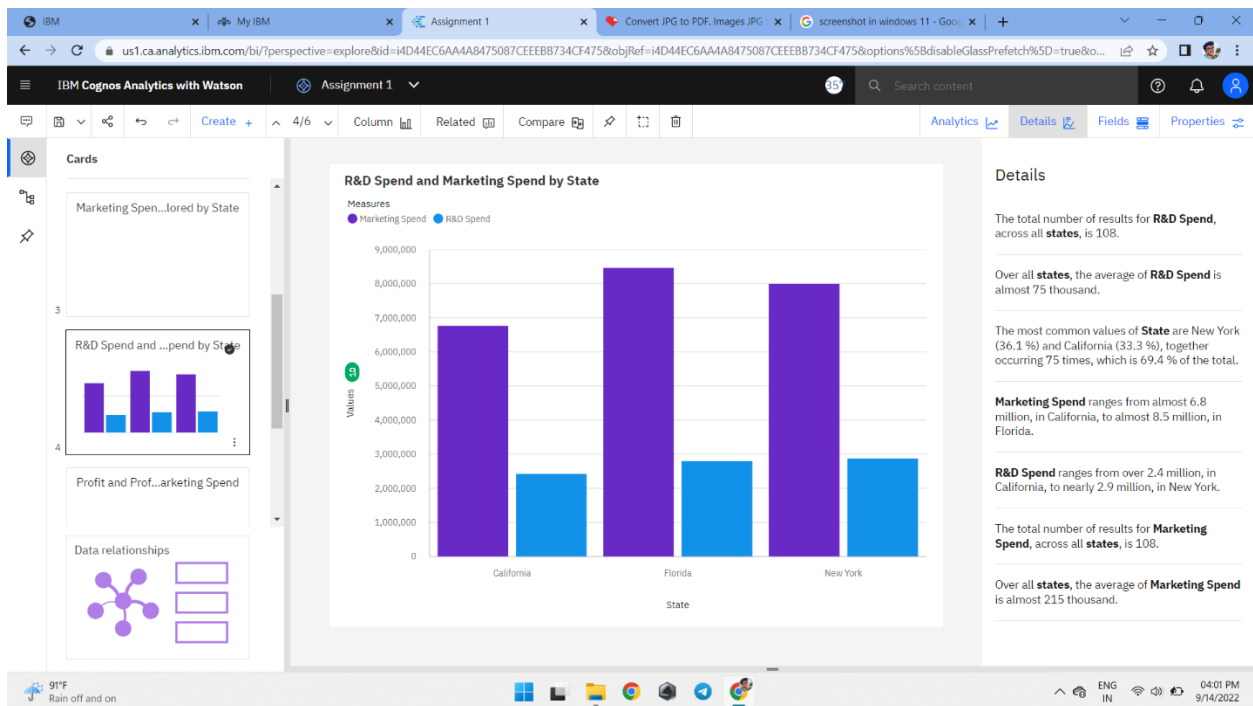 IBM
My IBM
Assignment 1
Convert JPG to PDF. Images JPG
screenshot in windows 11 - Goo
us1.ca.analytics.ibm.com/bi/?perspective=explore&id=i4D44EC6AA4A8475087CEEEBB734CF475&objRef=i4D44EC6AA4A8475087CEEEBB734CF475&options%5BdisableGlassPrefetch%5D=true&o...
IBM Cognos Analytics with Watson
Assignment 1
35
Search content
Create +
4/6
Column
Related
Compare
Analytics
Details
Fields
Properties
Cards
Marketing Spen...lored by State
3
R&D Spend and ...pend by State
4
Profit and Prof...arketing Spend
Data relationships
R&D Spend and Marketing Spend by State
Measures
Marketing Spend
R&D Spend
9,000,000
8,000,000
7,000,000
6,000,000
5,000,000
4,000,000
3,000,000
2,000,000
1,000,000
0
Values
California
Florida
New York
State
Details
The total number of results for R&D Spend,
across all states, is 108.
Over all states, the average of R&D Spend is
almost 75 thousand.
The most common values of State are New York
(36.1 %) and California (33.3 %), together
occurring 75 times, which is 69.4 % of the total.
Marketing Spend ranges from almost 6.8
million, in California, to almost 8.5 million, in
Florida.
R&D Spend ranges from over 2.4 million, in
California, to nearly 2.9 million, in New York.
The total number of results for Marketing
Spend, across all states, is 108.
Over all states, the average of Marketing Spend
is almost 215 thousand.
91°F
Rain off and on
ENG
IN
04:01 PM
9/14/2022